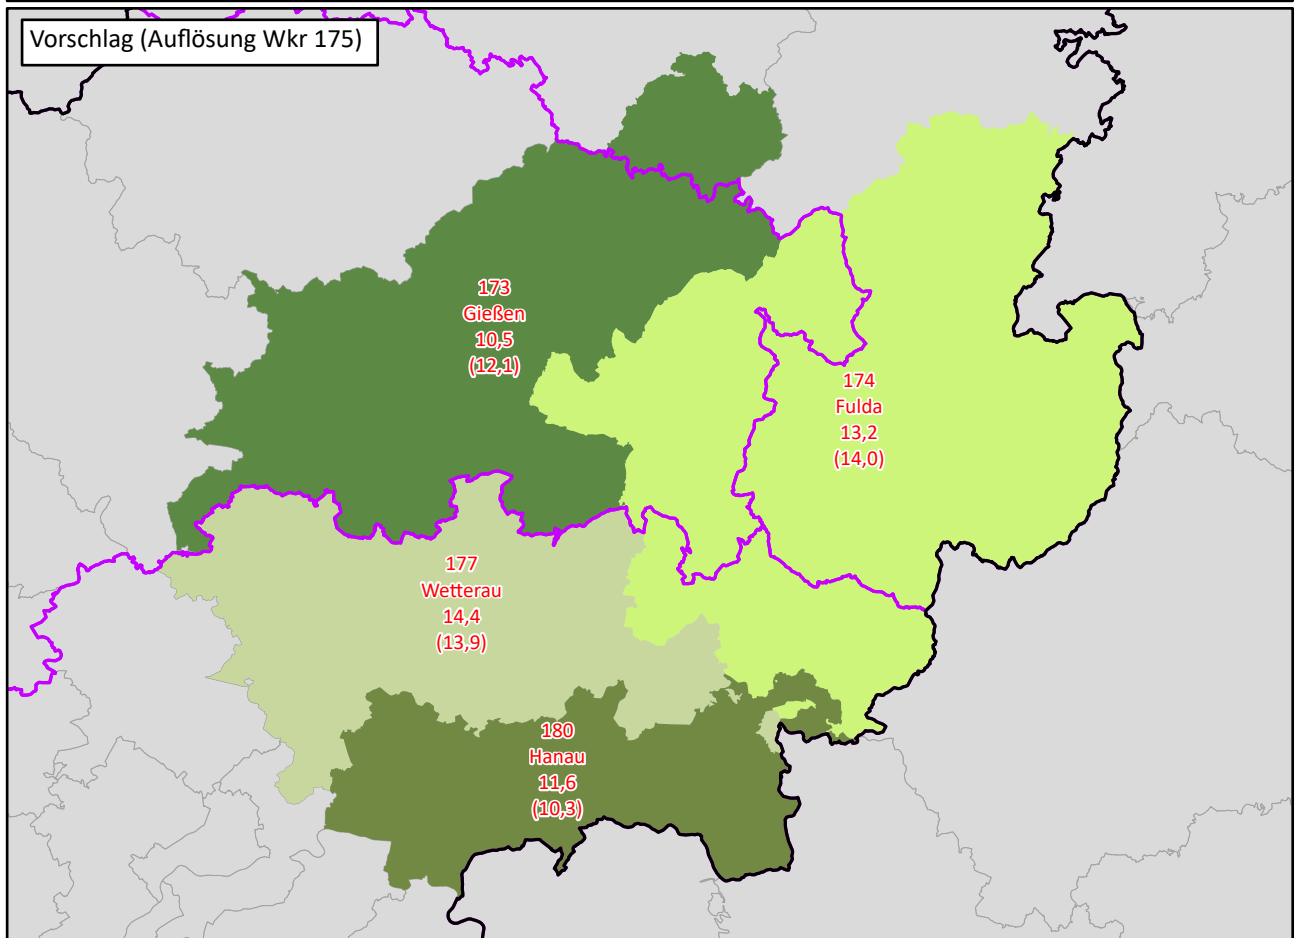 Vorschlag (Auflösung Wkr 175)
173
Gießen
10,5
(12,1)
174
Fulda
13,2
(14,0)
177
Wetterau
14,4
(13,9)
180
Hanau
11,6
(10,3)